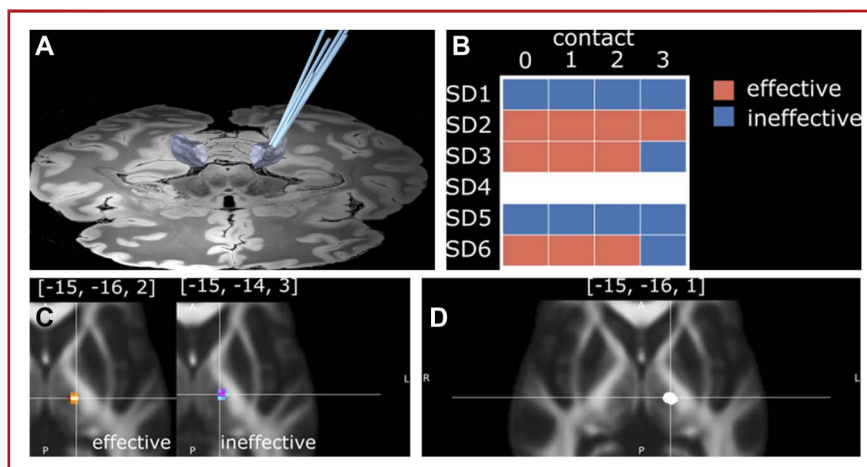 A
B
contact
0 1 2 3
effective
ineffective
SD1
SD2
SD3
SD4
SD5
SD6
[-15, -16, 2] [-15, -14, 3]
C
A
L
P
effective
P
ineffective
[-15, -16, 1]
D
A
R
L
P